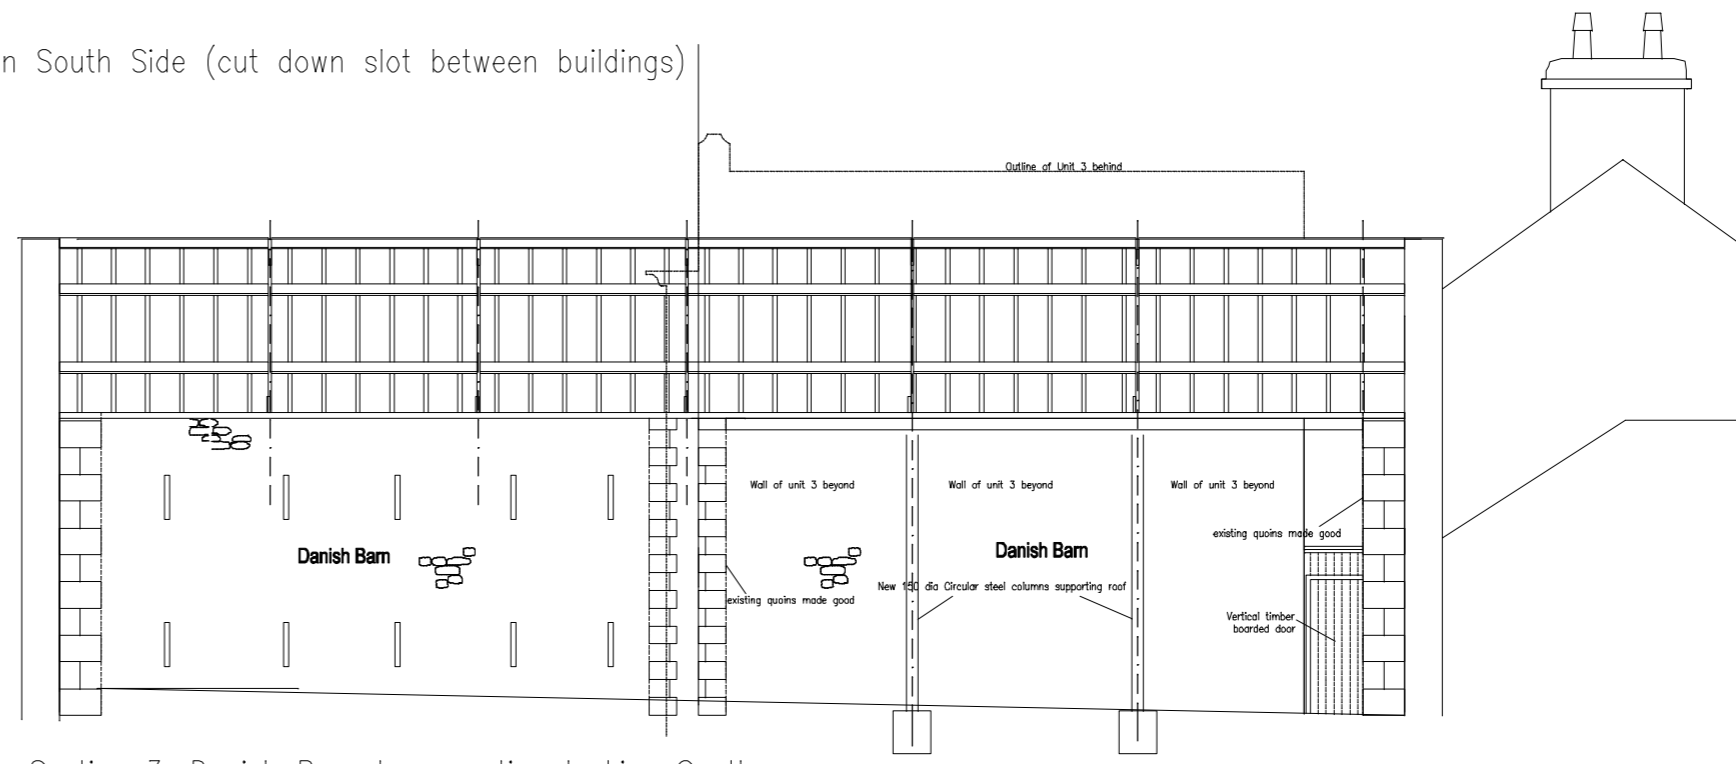 n South Side (cut down slot between buildings)
Outline of Unit 3 behind
Wall of unit 3 beyond
Wall of unit 3 beyond
Wall of unit 3 beyond
existing quoins made good
Danish Barn
Danish Barn
New 150 dia Circular steel columns supporting roof
existing quoins made good
Vertical timber
boarded door